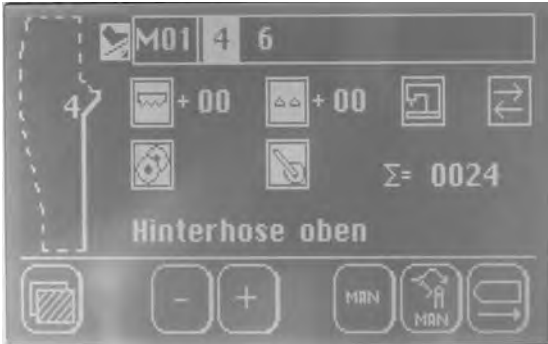 M01 4 6
4 + 00 + 00
Σ= 0024
Hinterhose oben
- + MAN A MAN